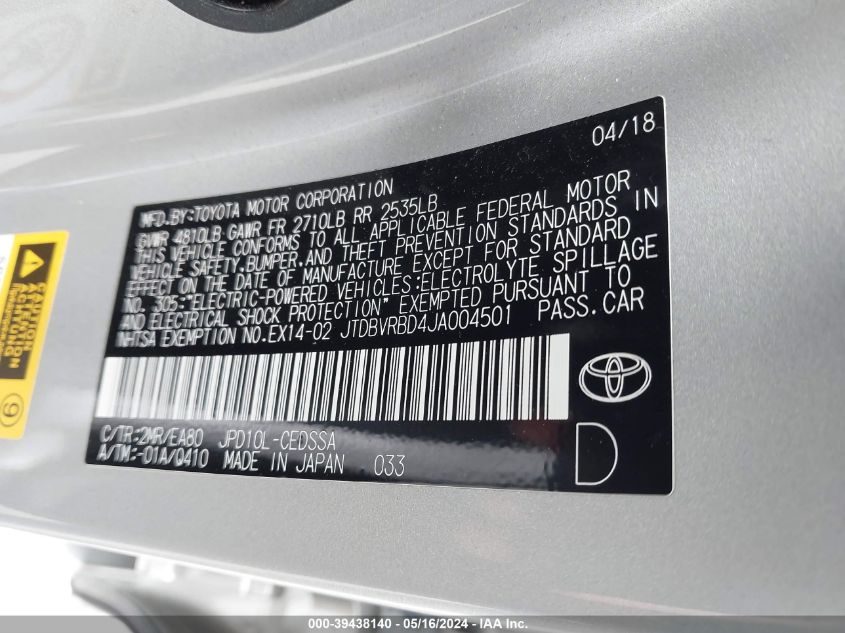 04/18
MFD.BY:TOYOTA MOTOR CORPORATION
GVWR 4810LB GAWR FR 2710LB RR 2535LB
THIS VEHICLE CONFORMS TO ALL APPLICABLE FEDERAL MOTOR
VEHICLE SAFETY,BUMPER,AND THEFT PREVENTION STANDARDS IN
EFFECT ON THE DATE OF MANUFACTURE EXCEPT FOR STANDARD
NO. 305:"ELECTRIC-POWERED VEHICLES:ELECTROLYTE SPILLAGE
AND ELECTRICAL SHOCK PROTECTION" EXEMPTED PURSUANT TO
NHTSA EXEMPTION NO.EX14-02 JTDBVRBD4JA004501 PASS.CAR
C/TR:2MR/EA80 JPD10L-CEDSSA
A/TM:-01A/Q410 MADE IN JAPAN 033
D
CAUTION
ACTUNG
9
000-39438140 - 05/16/2024 - IAA Inc.